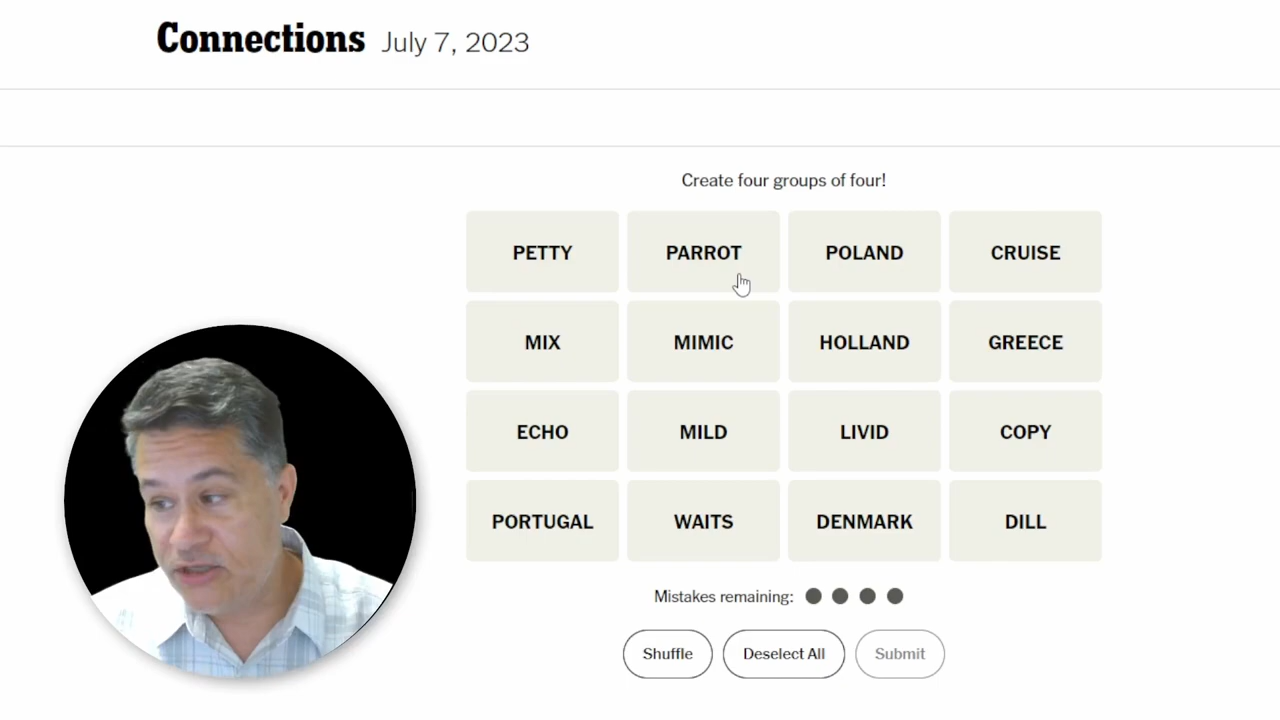 Connections July 7, 2023
Create four groups of four!
PETTY PARROT POLAND CRUISE
MIX MIMIC HOLLAND GREECE
ECHO MILD LIVID COPY
PORTUGAL WAITS DENMARK DILL
Mistakes remaining:
Shuffle Deselect All Submit